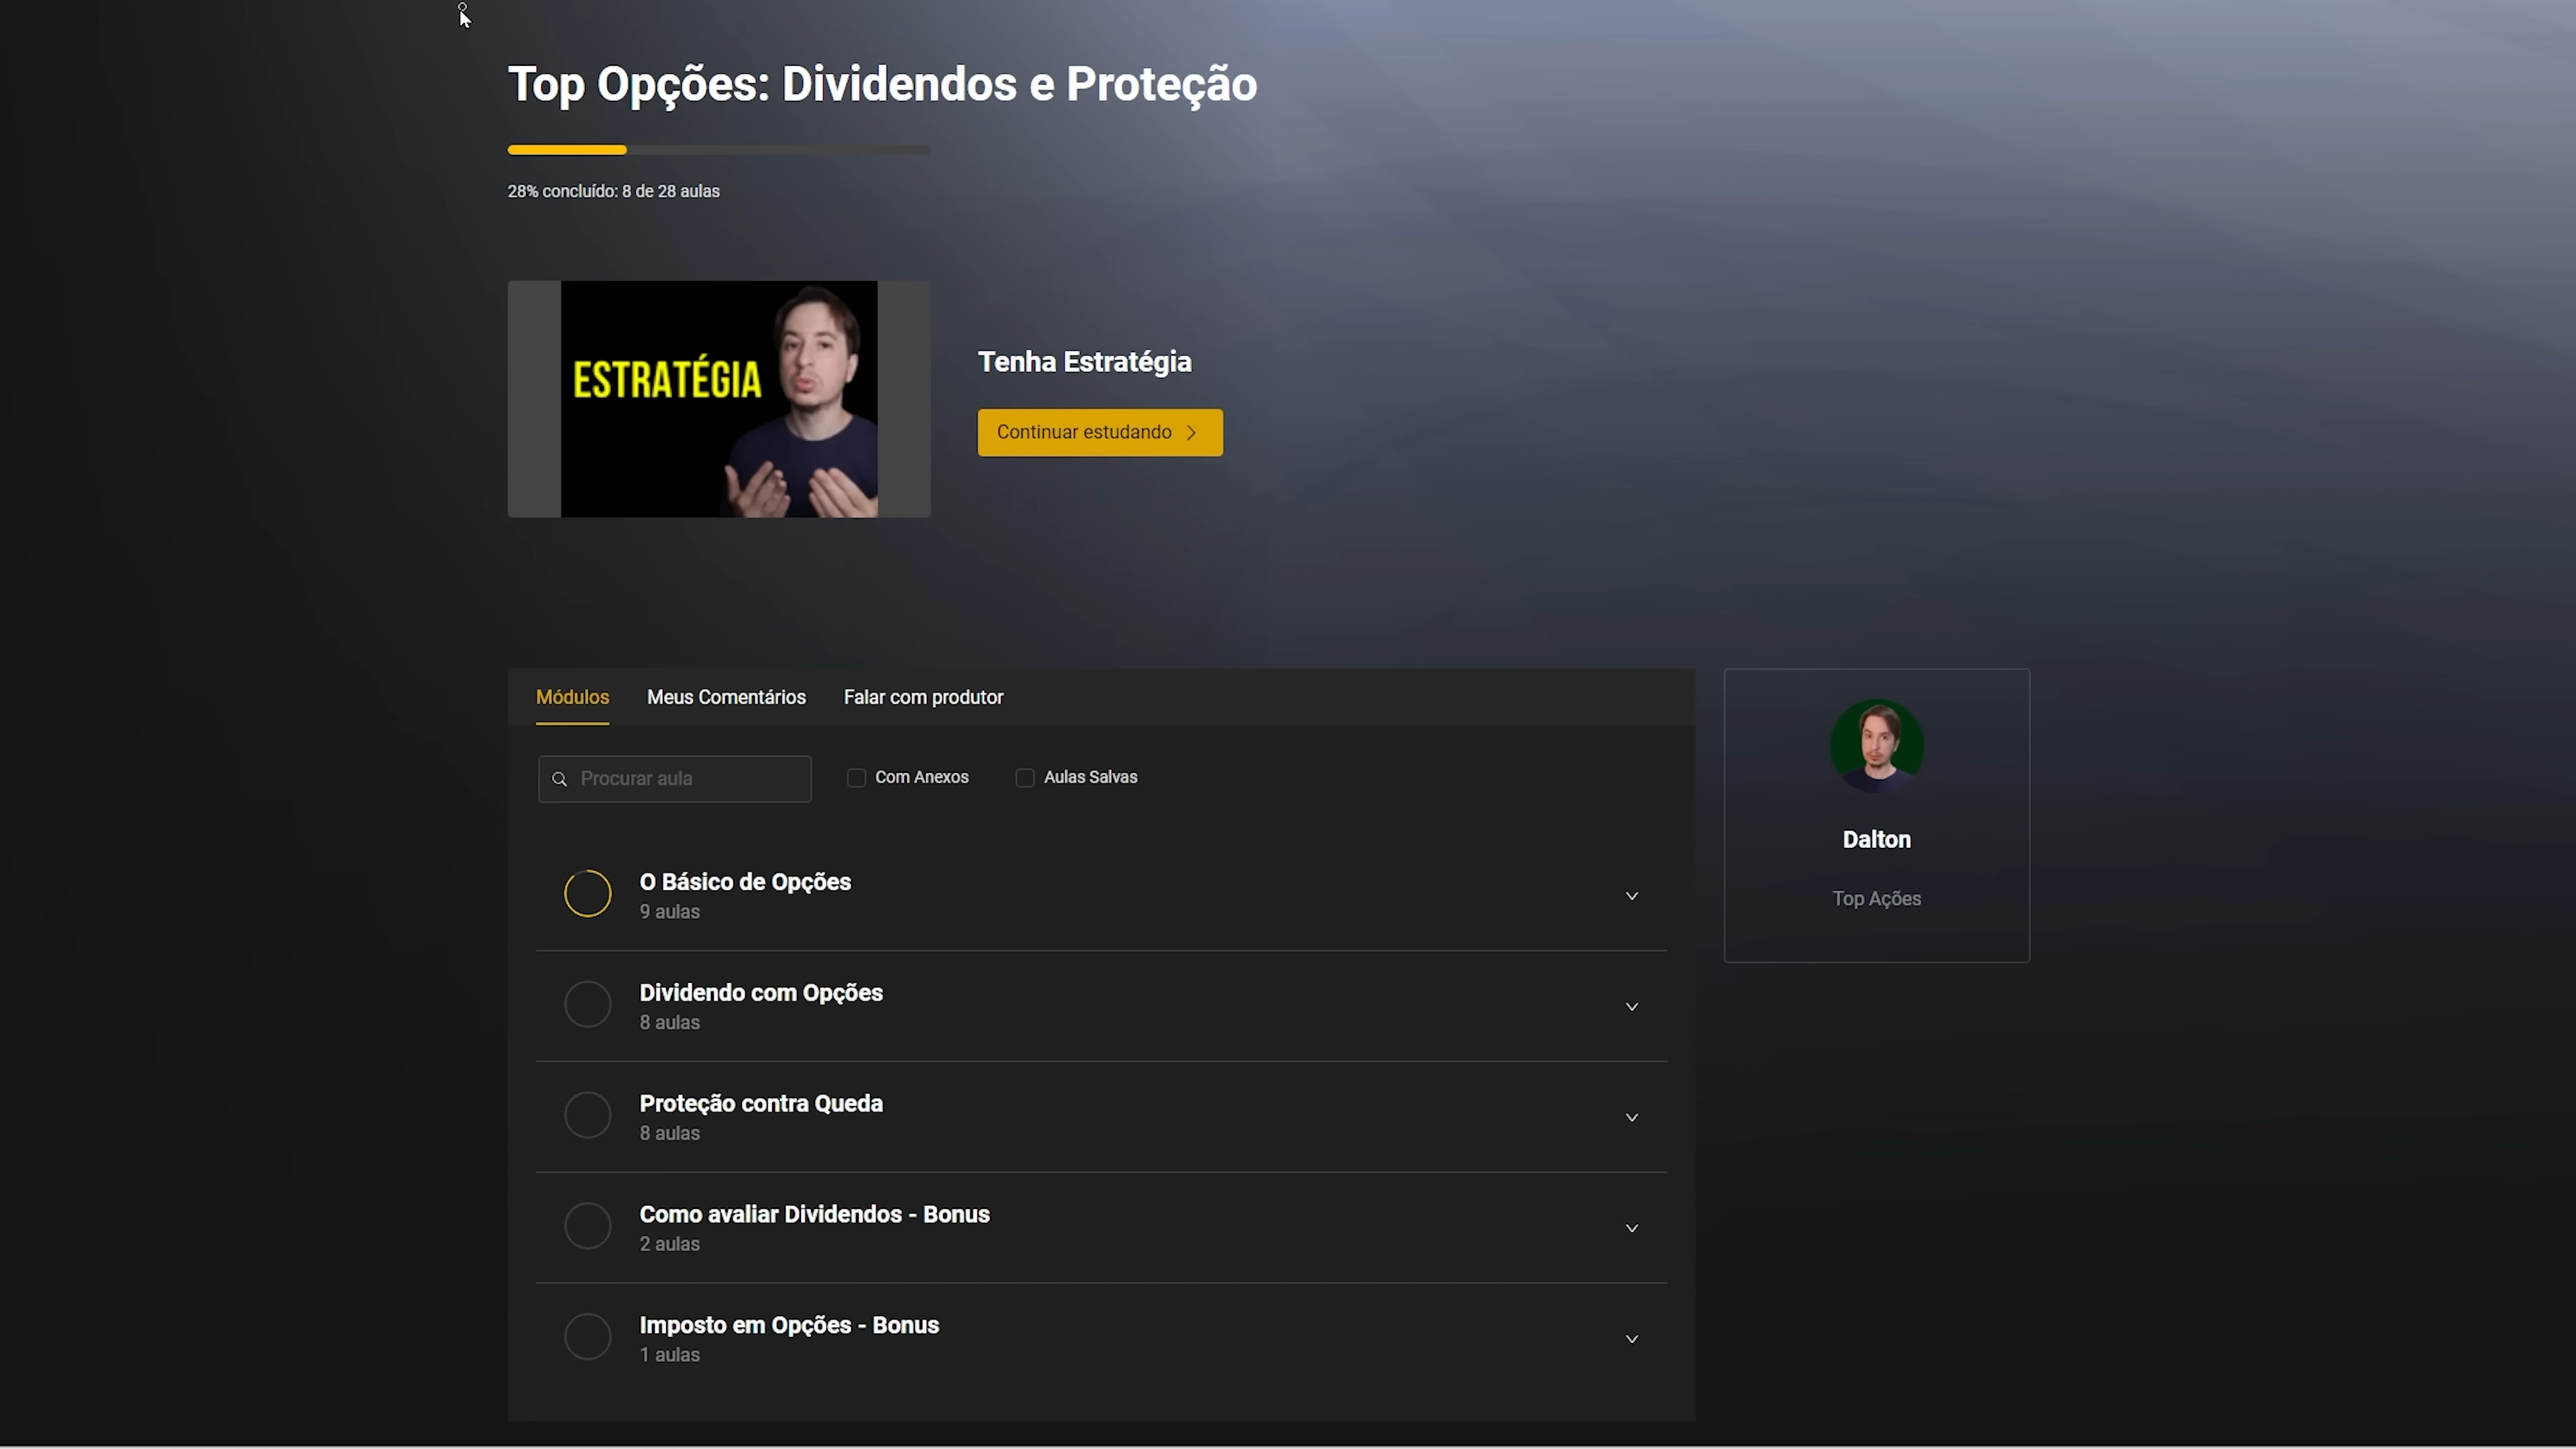 Top Opções: Dividendos e Proteção
28% concluído: 8 de 28 aulas
ESTRATÉGIA
Tenha Estratégia
Continuar estudando
Módulos Meus Comentários Falar com produtor
Procurar aula Com Anexos Aulas Salvas
O Básico de Opções
9 aulas
Dividendo com Opções
8 aulas
Proteção contra Queda
8 aulas
Como avaliar Dividendos - Bonus
2 aulas
Imposto em Opções - Bonus
1 aulas
Dalton
Top Ações